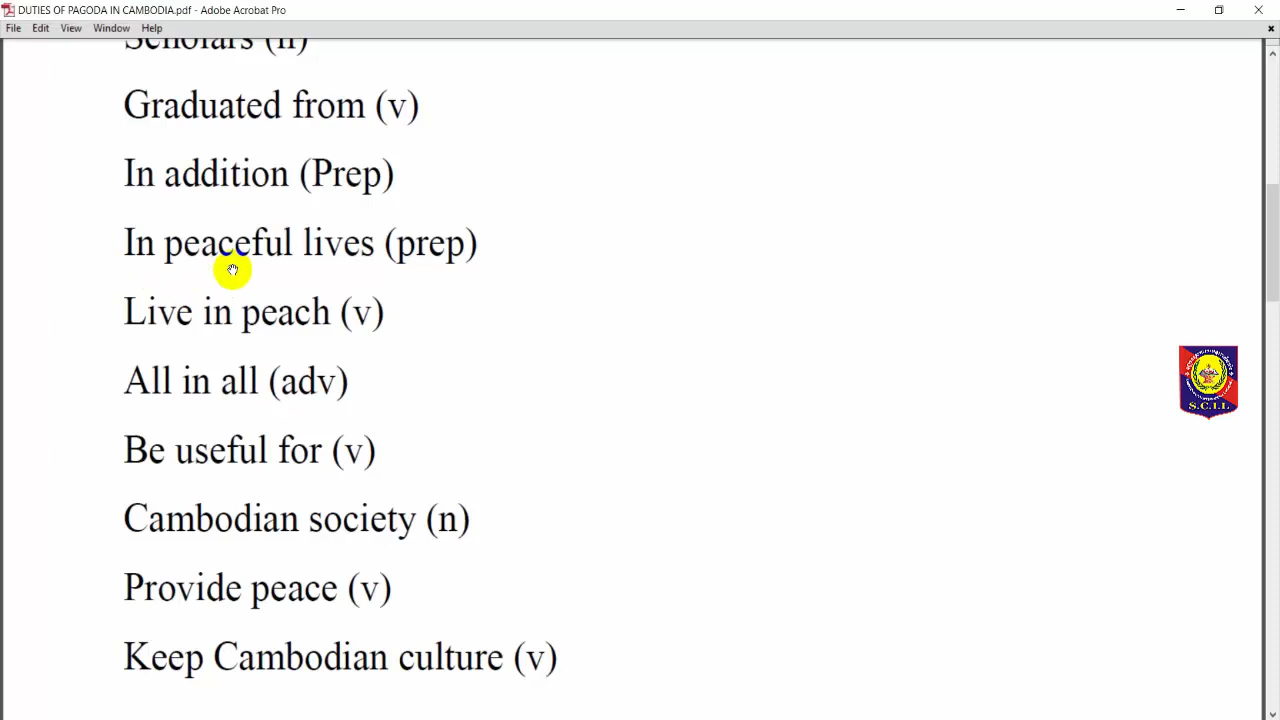 DUTIES OF PAGODA IN CAMBODIA.pdf - Adobe Acrobat Pro
File Edit View Window Help
Scholars (n)
Graduated from (v)
In addition (Prep)
In peaceful lives (prep)
Live in peach (v)
All in all (adv)
Be useful for (v)
S.C.I.L
Cambodian society (n)
Provide peace (v)
Keep Cambodian culture (v)